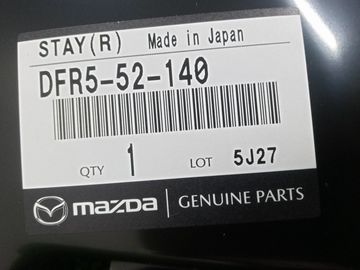 STAY(R) Made in Japan
DFR5-52-140
QTY 1 LOT 5J27
mazda GENUINE PARTS